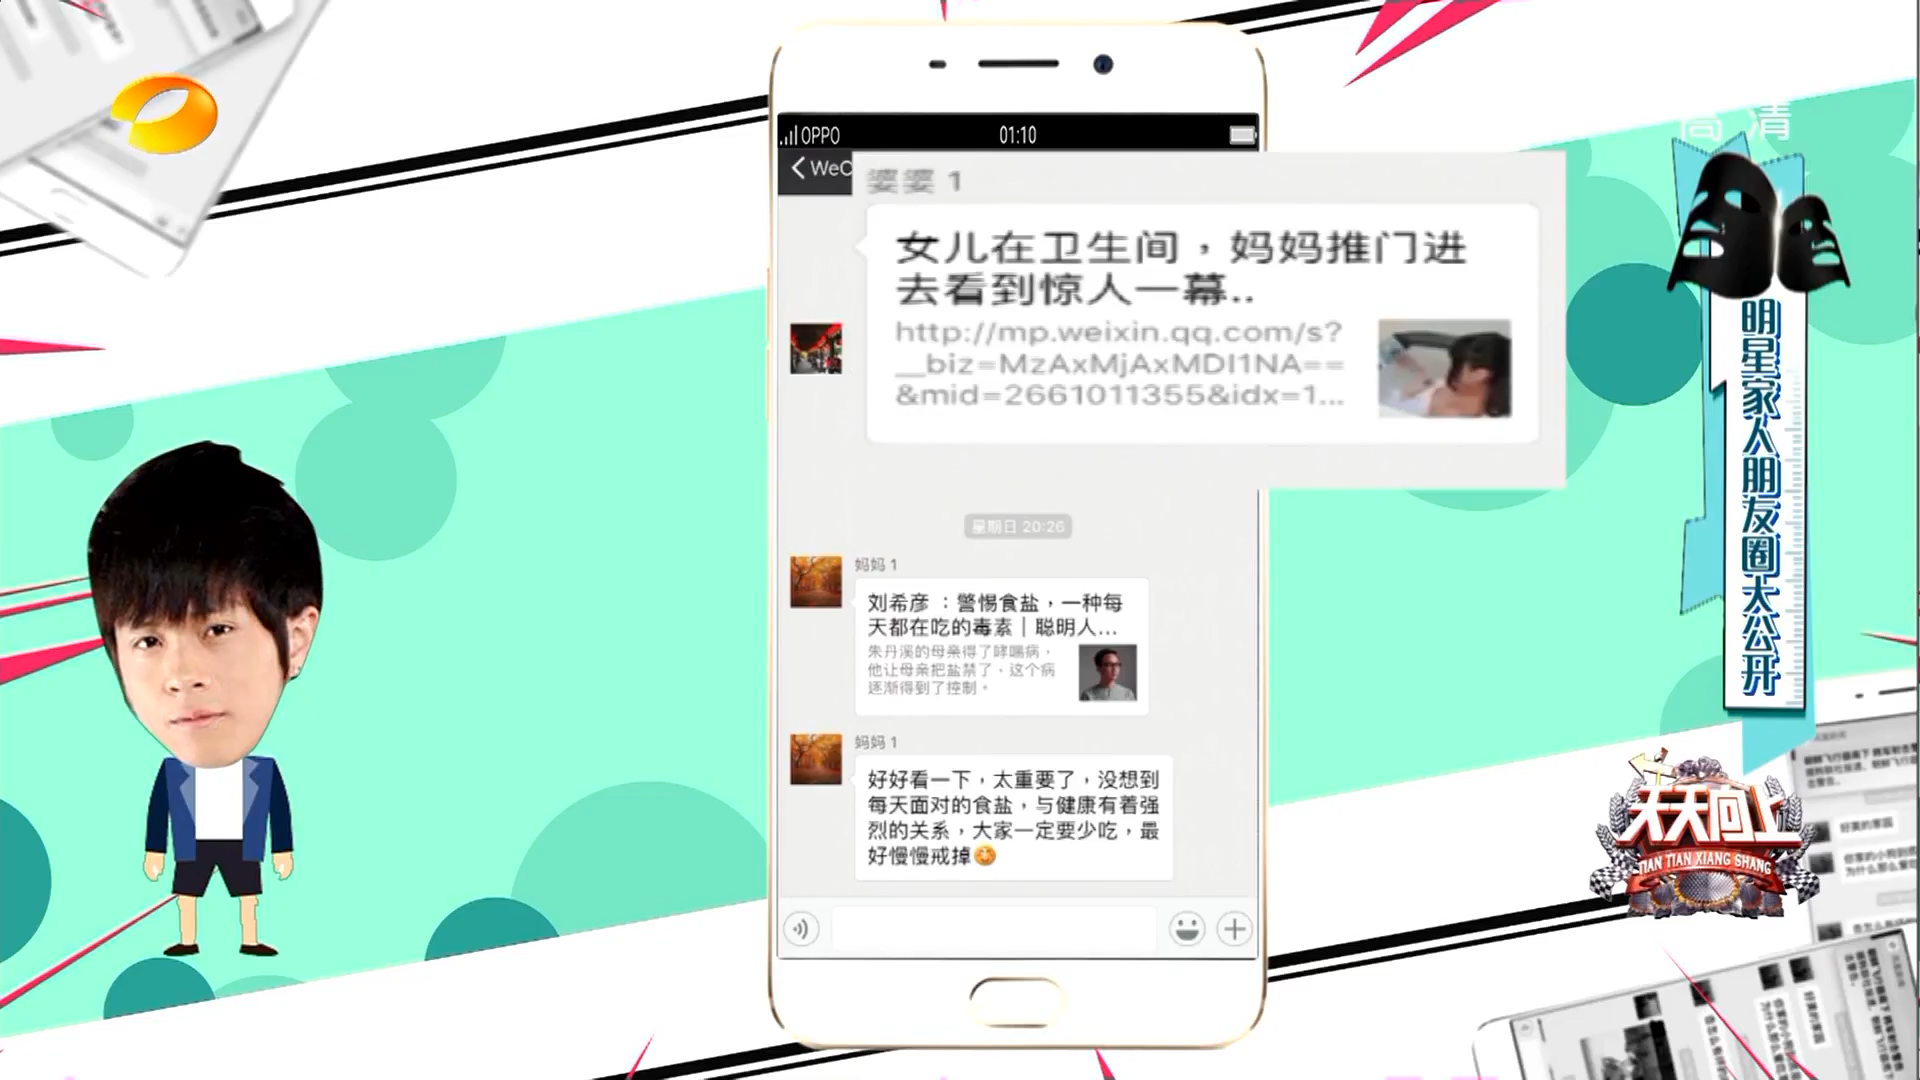 高清
OPPO
01:10
WeC
婆婆 1
女儿在卫生间，妈妈推门进
去看到惊人一幕..
http://mp.weixin.qq.com/s?
__biz=MzAxMjAxMDI1NA==
&mid=2661011355&idx=1...
星期日 20:26
妈妈 1
刘希彦 ：警惕食盐，一种每
天都在吃的毒素｜聪明人...
朱丹溪的母亲得了哮喘病，
他让母亲把盐禁了，这个病
逐渐得到了控制。
妈妈 1
好好看一下，太重要了，没想到
每天面对的食盐，与健康有着强
烈的关系，大家一定要少吃，最
好慢慢戒掉
明星家人朋友圈大公开
天天向上
TIAN TIAN XIANG SHANG